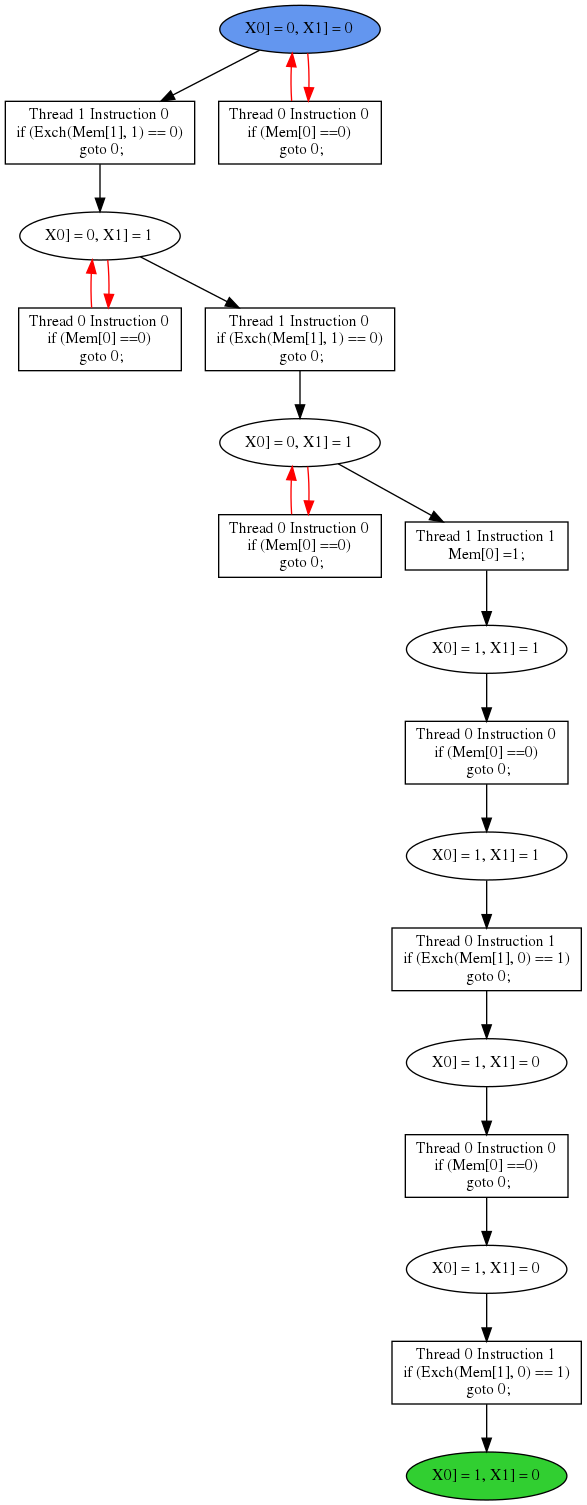 X0] = 0, X1] = 0
Thread 1 Instruction 0
if (Exch(Mem[1], 1) == 0)
goto 0;
Thread 0 Instruction 0
if (Mem[0] ==0)
goto 0;
X0] = 0, X1] = 1
Thread 0 Instruction 0
if (Mem[0] ==0)
goto 0;
Thread 1 Instruction 0
if (Exch(Mem[1], 1) == 0)
goto 0;
X0] = 0, X1] = 1
Thread 0 Instruction 0
if (Mem[0] ==0)
goto 0;
Thread 1 Instruction 1
Mem[0] =1;
X0] = 1, X1] = 1
Thread 0 Instruction 0
if (Mem[0] ==0)
goto 0;
X0] = 1, X1] = 1
Thread 0 Instruction 1
if (Exch(Mem[1], 0) == 1)
goto 0;
X0] = 1, X1] = 0
Thread 0 Instruction 0
if (Mem[0] ==0)
goto 0;
X0] = 1, X1] = 0
Thread 0 Instruction 1
if (Exch(Mem[1], 0) == 1)
goto 0;
X0] = 1, X1] = 0